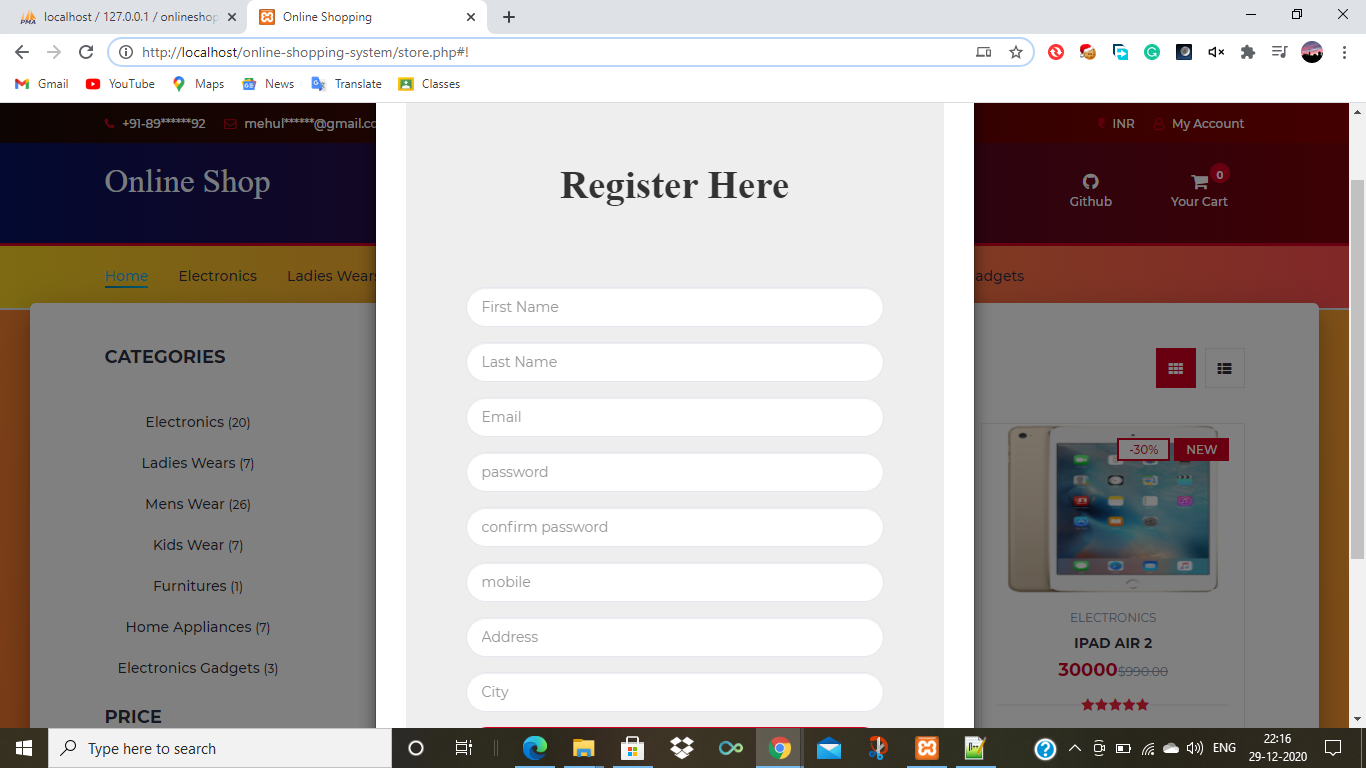 localhost / 127.0.0.1 / onlineshop
Online Shopping
http://localhost/online-shopping-system/store.php#!
Gmail
YouTube
Maps
News
Translate
Classes
+91-89******92
mehul******@gmail.co
INR
My Account
Online Shop
Github
0
Your Cart
Home
Electronics
Ladies Wears
adgets
Register Here
First Name
Last Name
Email
password
confirm password
mobile
Address
City
CATEGORIES
Electronics (20)
Ladies Wears (7)
Mens Wear (26)
Kids Wear (7)
Furnitures (1)
Home Appliances (7)
Electronics Gadgets (3)
PRICE
-30%
NEW
ELECTRONICS
IPAD AIR 2
30000 $990.00
Type here to search
ENG
22:16
29-12-2020